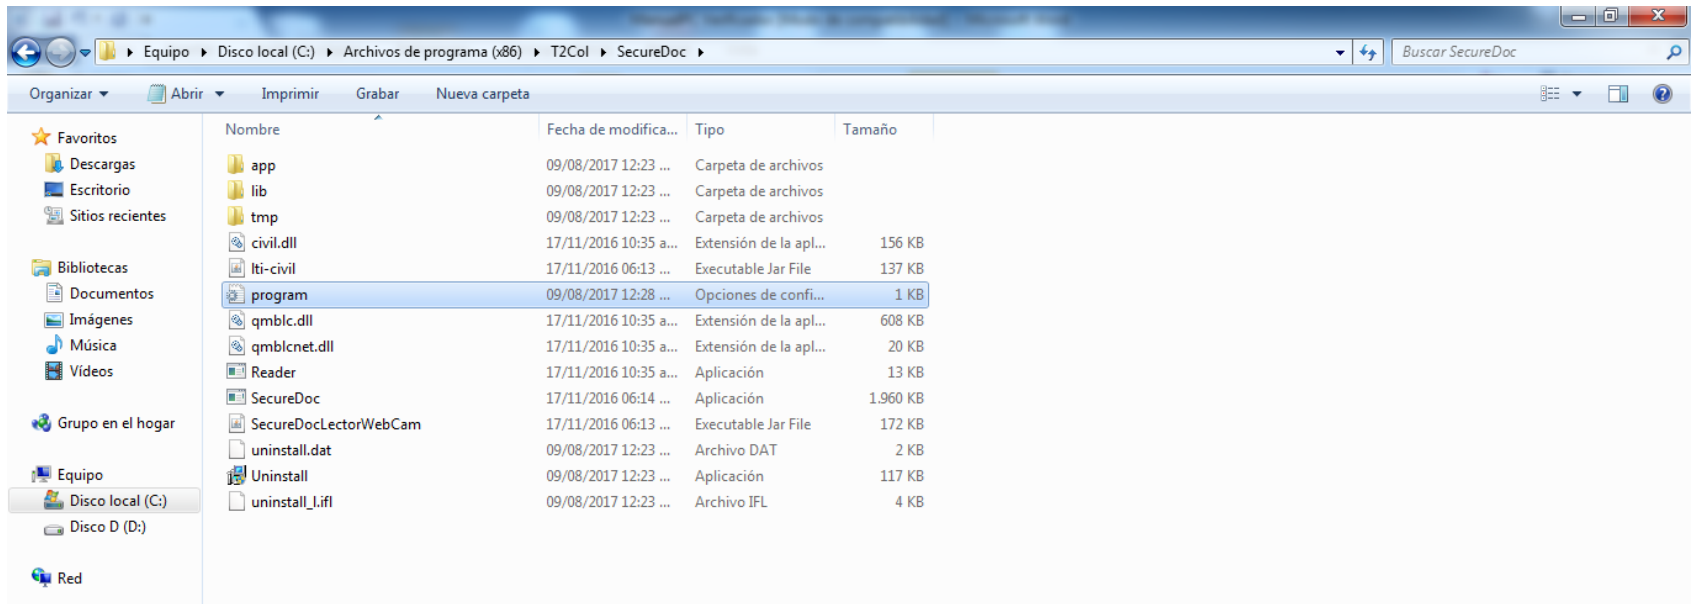 Equipo Disco local (C:) Archivos de programa (x86) T2Col SecureDoc Buscar SecureDoc
Organizar Abrir Imprimir Grabar Nueva carpeta
Favoritos
Descargas
Escritorio
Sitios recientes
Bibliotecas
Documentos
Imágenes
Música
Vídeos
Grupo en el hogar
Equipo
Disco local (C:)
Disco D (D:)
Red
Nombre Fecha de modifica... Tipo Tamaño
app 09/08/2017 12:23 ... Carpeta de archivos
lib 09/08/2017 12:23 ... Carpeta de archivos
tmp 09/08/2017 12:23 ... Carpeta de archivos
civil.dll 17/11/2016 10:35 a... Extensión de la apl... 156 KB
lti-civil 17/11/2016 06:13 ... Executable Jar File 137 KB
program 09/08/2017 12:28 ... Opciones de confi... 1 KB
qmblc.dll 17/11/2016 10:35 a... Extensión de la apl... 608 KB
qmblcnet.dll 17/11/2016 10:35 a... Extensión de la apl... 20 KB
Reader 17/11/2016 10:35 a... Aplicación 13 KB
SecureDoc 17/11/2016 06:14 ... Aplicación 1.960 KB
SecureDocLectorWebCam 17/11/2016 06:13 ... Executable Jar File 172 KB
uninstall.dat 09/08/2017 12:23 ... Archivo DAT 2 KB
Uninstall 09/08/2017 12:23 ... Aplicación 117 KB
uninstall_l.ifl 09/08/2017 12:23 ... Archivo IFL 4 KB